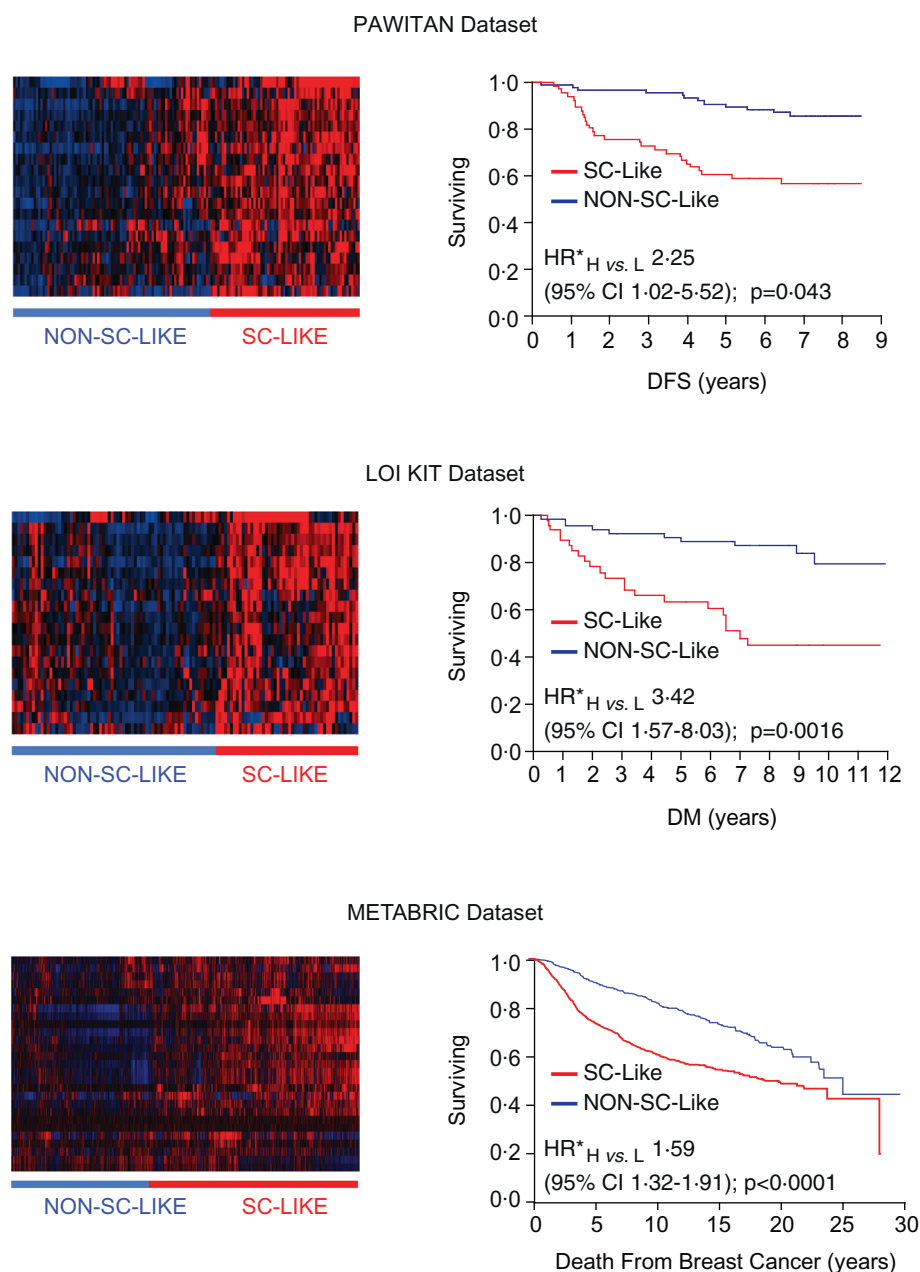 PAWITAN Dataset
NON-SC-LIKE SC-LIKE
Surviving
1·0
0·8
0·6
0·4
0·2
0·0
SC-Like
NON-SC-Like
HR*H vs. L 2·25
(95% CI 1·02-5·52); p=0·043
0 1 2 3 4 5 6 7 8 9
DFS (years)
LOI KIT Dataset
NON-SC-LIKE SC-LIKE
Surviving
1·0
0·8
0·6
0·4
0·2
0·0
SC-Like
NON-SC-Like
HR*H vs. L 3·42
(95% CI 1·57-8·03); p=0·0016
0 1 2 3 4 5 6 7 8 9 10 11 12
DM (years)
METABRIC Dataset
NON-SC-LIKE SC-LIKE
Surviving
1·0
0·8
0·6
0·4
0·2
0·0
SC-Like
NON-SC-Like
HR*H vs. L 1·59
(95% CI 1·32-1·91); p<0·0001
0 5 10 15 20 25 30
Death From Breast Cancer (years)